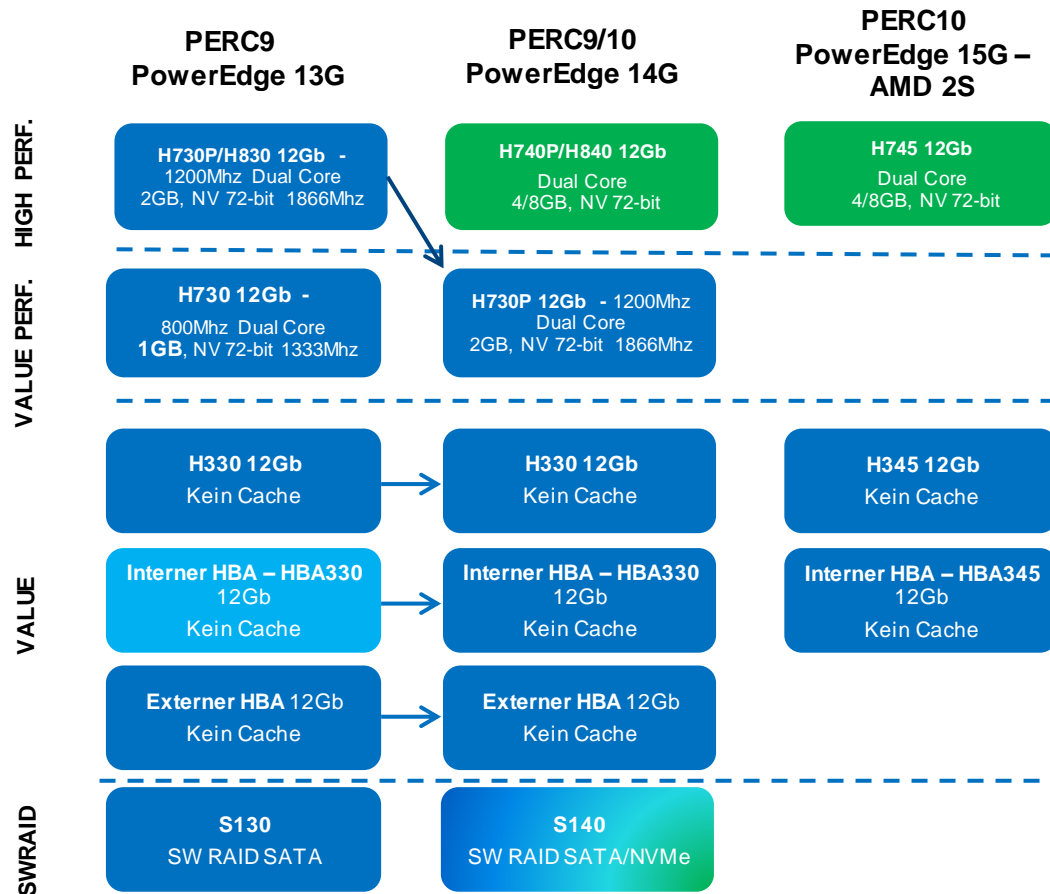 PERC9
PowerEdge 13G
PERC9/10
PowerEdge 14G
PERC10
PowerEdge 15G –
AMD 2S
HIGH PERF.
H730P/H830 12Gb -
1200Mhz Dual Core
2GB, NV 72-bit 1866Mhz
H740P/H840 12Gb
Dual Core
4/8GB, NV 72-bit
H745 12Gb
Dual Core
4/8GB, NV 72-bit
VALUE PERF.
H730 12Gb -
800Mhz Dual Core
1GB, NV 72-bit 1333Mhz
H730P 12Gb - 1200Mhz
Dual Core
2GB, NV 72-bit 1866Mhz
VALUE
H330 12Gb
Kein Cache
H330 12Gb
Kein Cache
H345 12Gb
Kein Cache
Interner HBA – HBA330
12Gb
Kein Cache
Interner HBA – HBA330
12Gb
Kein Cache
Interner HBA – HBA345
12Gb
Kein Cache
Externer HBA 12Gb
Kein Cache
Externer HBA 12Gb
Kein Cache
SWRAID
S130
SW RAID SATA
S140
SW RAID SATA/NVMe